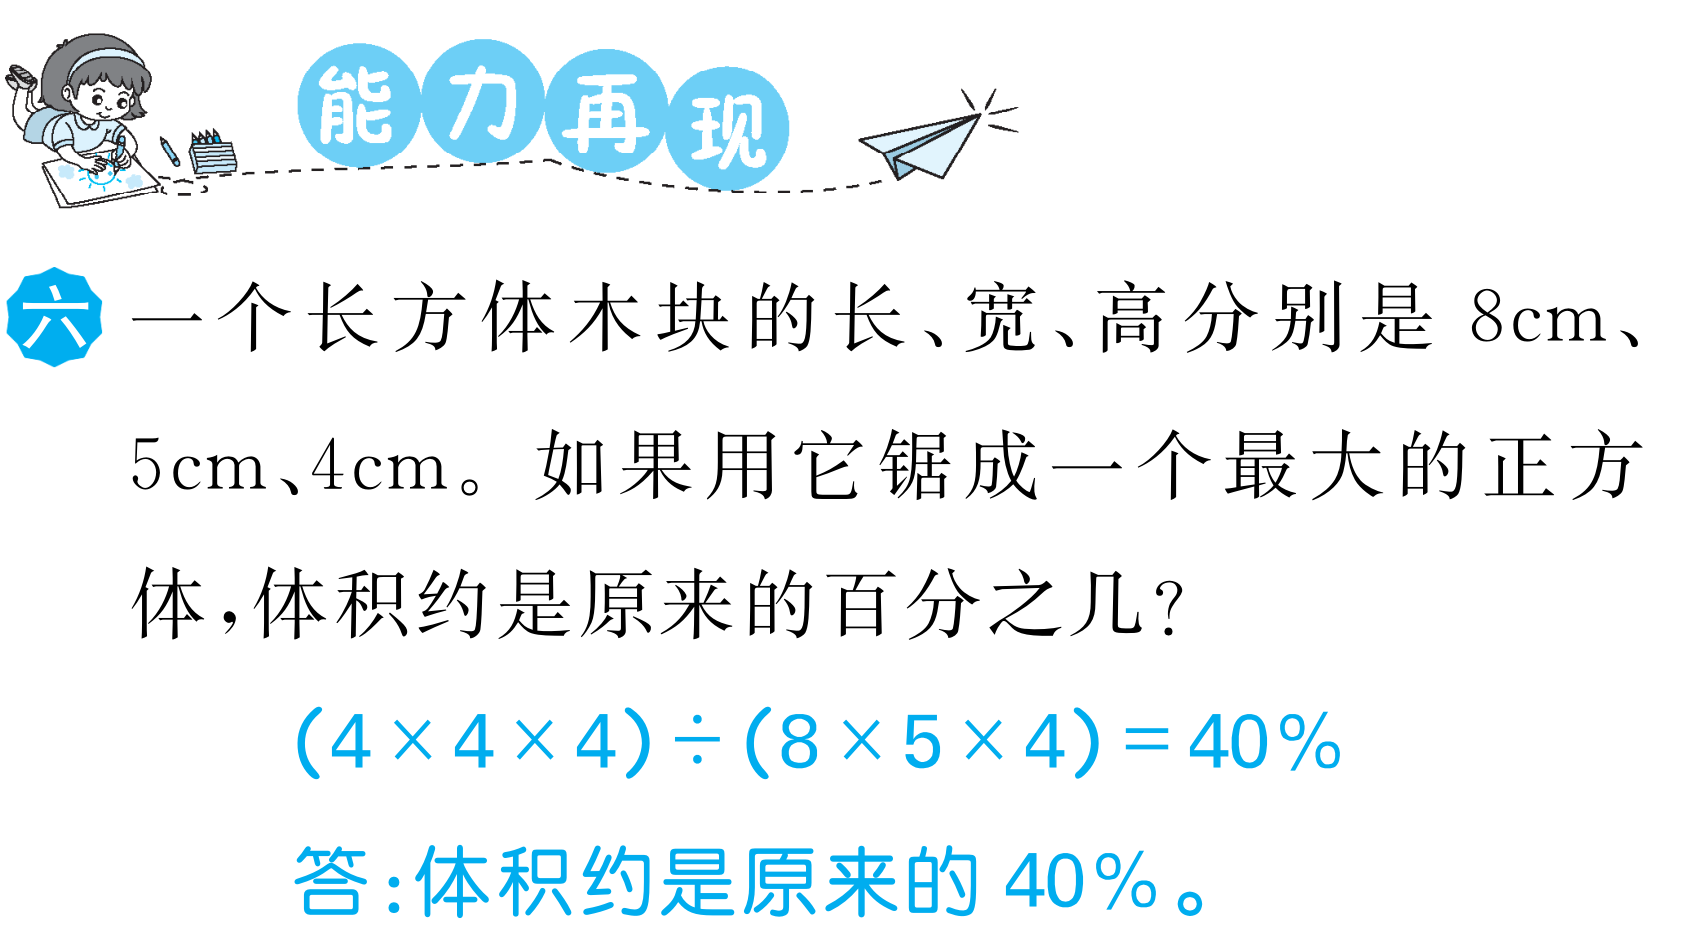 能力再现
六 一个长方体木块的长、宽、高分别是 8cm、
5cm、4cm。如果用它锯成一个最大的正方
体,体积约是原来的百分之几?
(4×4×4)÷(8×5×4)=40%
答:体积约是原来的 40%。